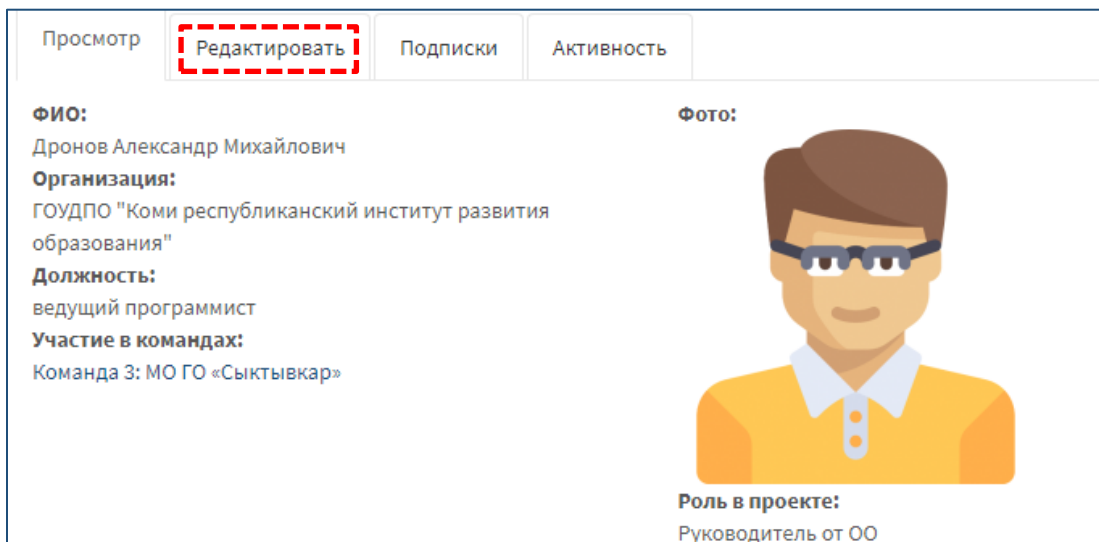 Просмотр
Редактировать
Подписки
Активность
ФИО:
Дронов Александр Михайлович
Организация:
ГОУДПО "Коми республиканский институт развития
образования"
Должность:
ведущий программист
Участие в командах:
Команда 3: МО ГО «Сыктывкар»
Фото:
Роль в проекте:
Руководитель от ОО